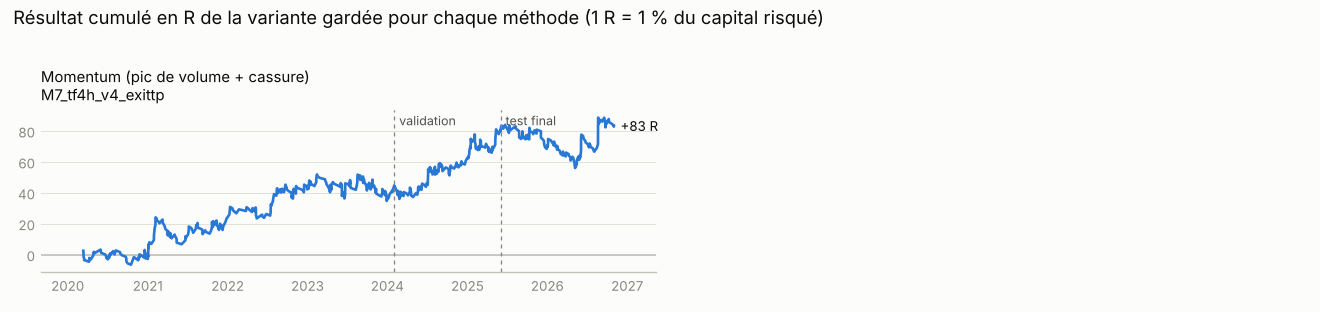 Résultat cumulé en R de la variante gardée pour chaque méthode (1 R = 1 % du capital risqué)
Momentum (pic de volume + cassure)
M7_tf4h_v4_exittp
validation
test final
+83 R
80
60
40
20
0
2020
2021
2022
2023
2024
2025
2026
2027